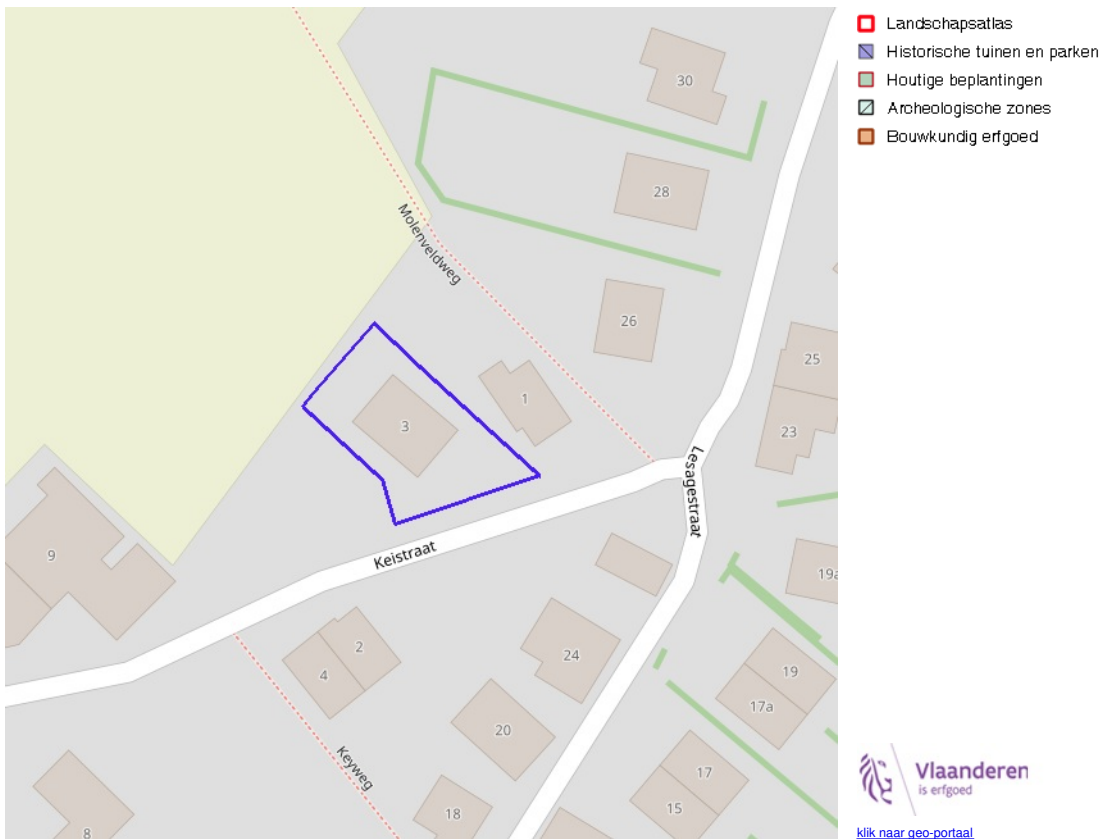 Landschapsatlas
Historische tuinen en parken
Houtige beplantingen
Archeologische zones
Bouwkundig erfgoed
30
28
Molenveldweg
26
25
1
3
23
Lesagestraat
Keistraat
9
19a
2
4
24
19
17a
20
Keyweg
17
15
18
8
Vlaanderen
is erfgoed
klik naar geo-portaal